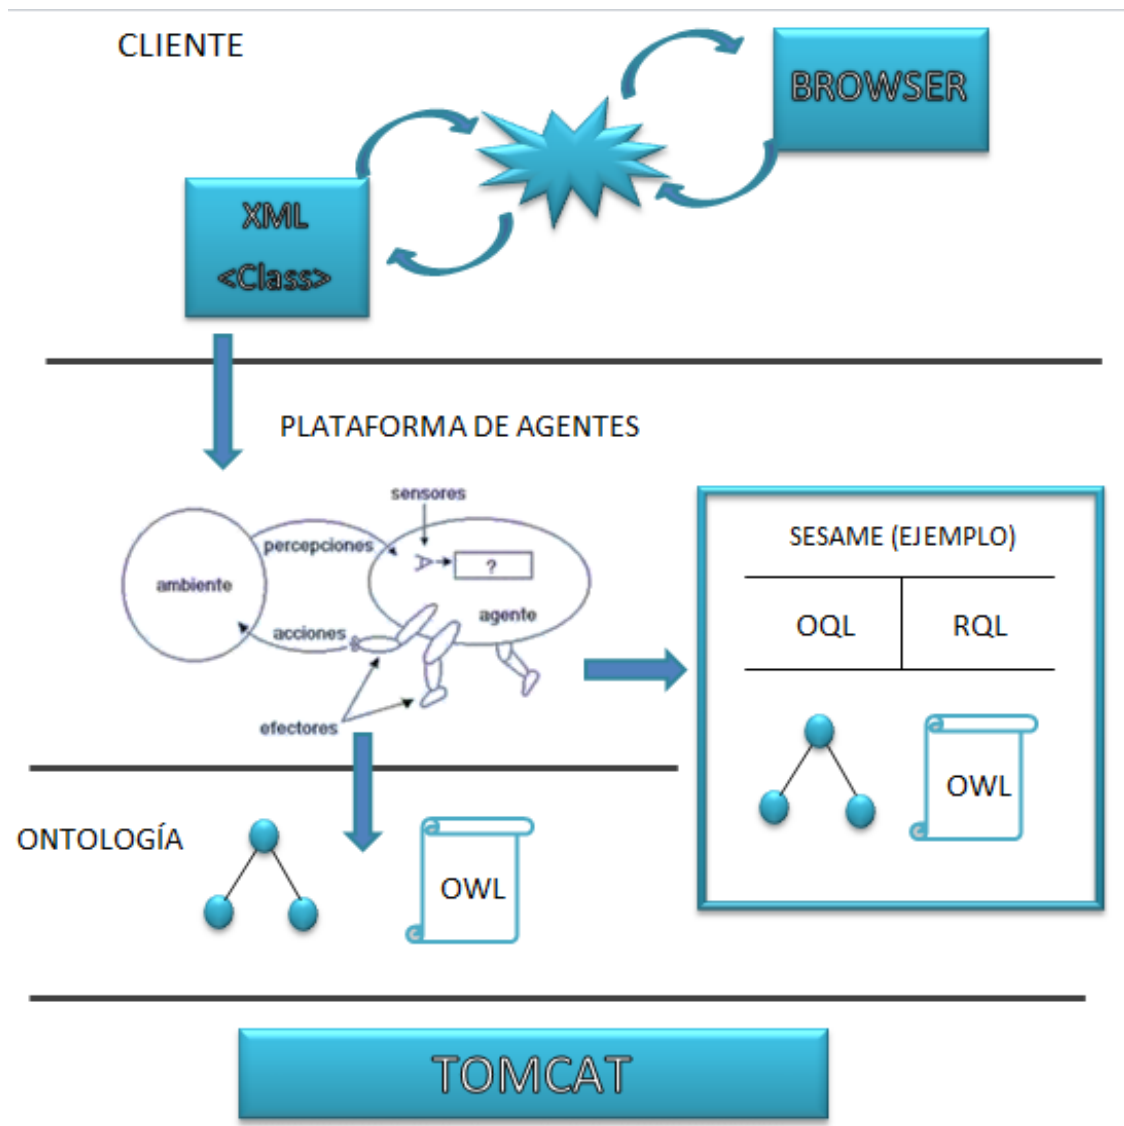 CLIENTE
BROWSER
XML
<Class>
PLATAFORMA DE AGENTES
sensores
percepciones
?
ambiente
agente
acciones
efectores
SESAME (EJEMPLO)
OQL
RQL
OWL
ONTOLOGÍA
OWL
TOMCAT